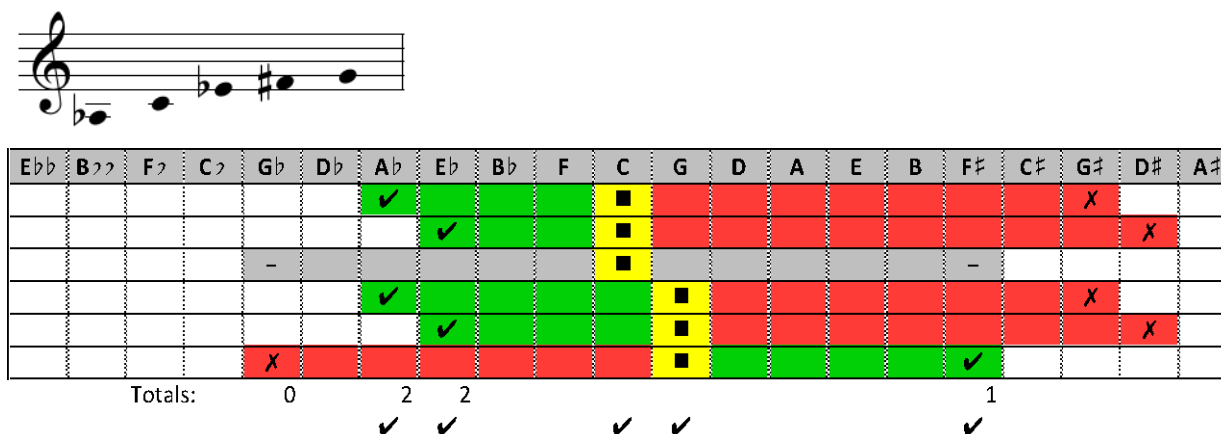 E♭♭ B♭♭ F♭ C♭ G♭ D♭ A♭ E♭ B♭ F C G D A E B F♯ C♯ G♯ D♯ A♯
✔ ■ ✗
✔ ■ ✗
– ■ –
✔ ■ ✗
✔ ■ ✗
✗ ■ ✔
Totals: 0 2 2 1
✔ ✔ ✔ ✔ ✔